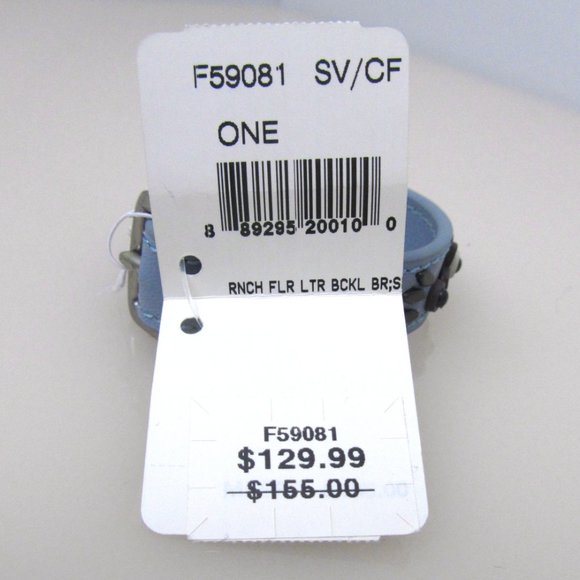 F59081 SV/CF
ONE
8 89295 20010 0
RNCH FLR LTR BCKL BR;S
F59081
$129.99
$155.00